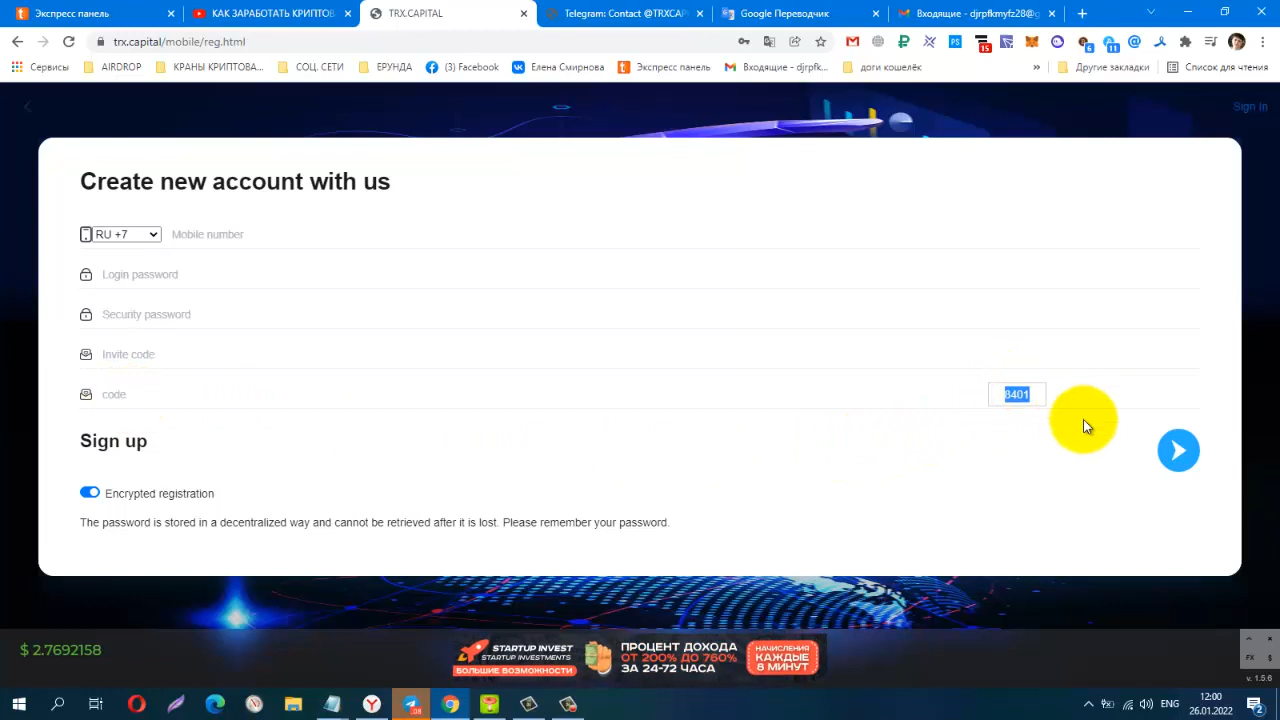 Экспресс панель
КАК ЗАРАБОТАТЬ КРИПТОВ
TRX.CAPITAL
Telegram: Contact @TRXCAP
Google Переводчик
Входящие - djrpfkmyfz28@g
trx.capital/mobile/reg.html
15
6
11
Сервисы
AIRDROP
КРАНЫ КРИПТОВА...
СОЦ. СЕТИ
ЕРУНДА
(3) Facebook
Елена Смирнова
Экспресс панель
Входящие - djrpfk...
доги кошелёк
»
Другие закладки
Список для чтения
Sign In
Create new account with us
RU +7
Mobile number
Login password
Security password
Invite code
code
8401
Sign up
Encrypted registration
The password is stored in a decentralized way and cannot be retrieved after it is lost. Please remember your password.
$ 2.7692158
STARTUP INVEST
STARTUP INVESTMENTS
БОЛЬШИЕ ВОЗМОЖНОСТИ
ПРОЦЕНТ ДОХОДА
ОТ 200% ДО 760%
ЗА 24-72 ЧАСА
НАЧИСЛЕНИЯ
КАЖДЫЕ
8 МИНУТ
FX
$
v. 1.5.6
ENG
12:00
26.01.2022
2